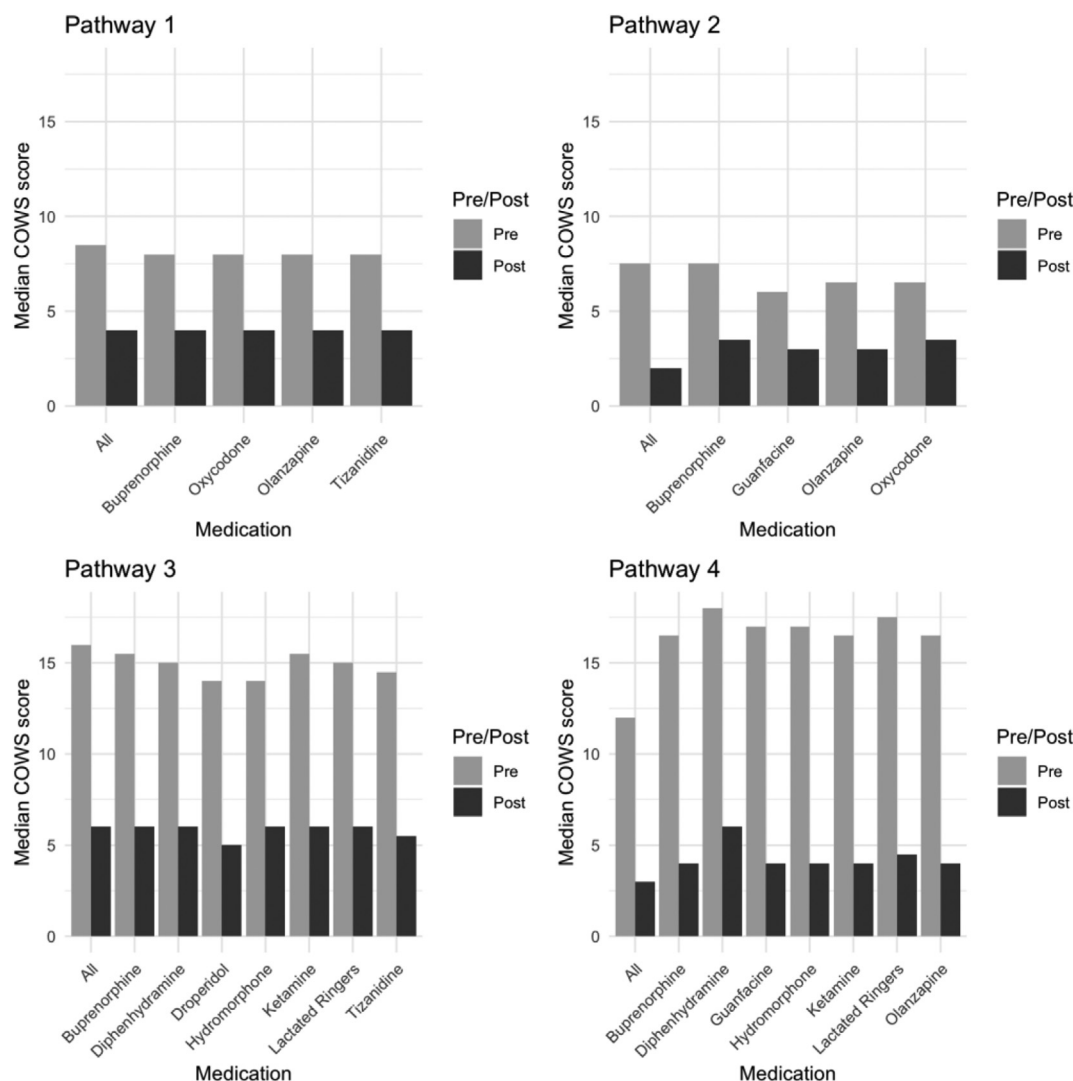 Pathway 1
Median COWS score
15
10
5
0
All
Buprenorphine
Oxycodone
Olanzapine
Tizanidine
Medication
Pre/Post
Pre
Post
Pathway 2
Median COWS score
15
10
5
0
All
Buprenorphine
Guanfacine
Olanzapine
Oxycodone
Medication
Pre/Post
Pre
Post
Pathway 3
Median COWS score
15
10
5
0
All
Buprenorphine
Diphenhydramine
Droperidol
Hydromorphone
Ketamine
Lactated Ringers
Tizanidine
Medication
Pre/Post
Pre
Post
Pathway 4
Median COWS score
15
10
5
0
All
Buprenorphine
Diphenhydramine
Guanfacine
Hydromorphone
Ketamine
Lactated Ringers
Olanzapine
Medication
Pre/Post
Pre
Post